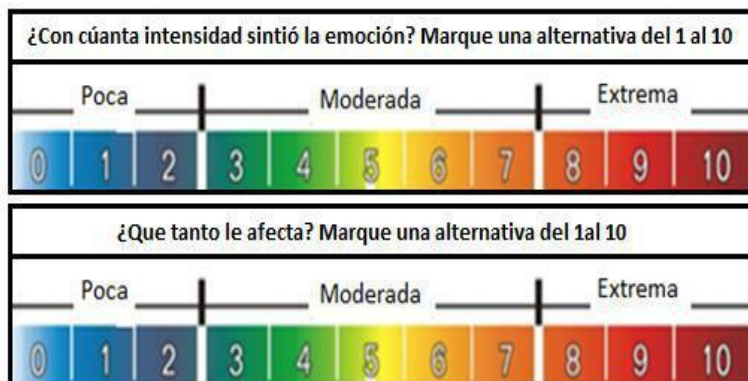 ¿Con cúanta intensidad sintió la emoción? Marque una alternativa del 1 al 10
Poca Moderada Extrema
0 1 2 3 4 5 6 7 8 9 10
¿Que tanto le afecta? Marque una alternativa del 1al 10
Poca Moderada Extrema
0 1 2 3 4 5 6 7 8 9 10